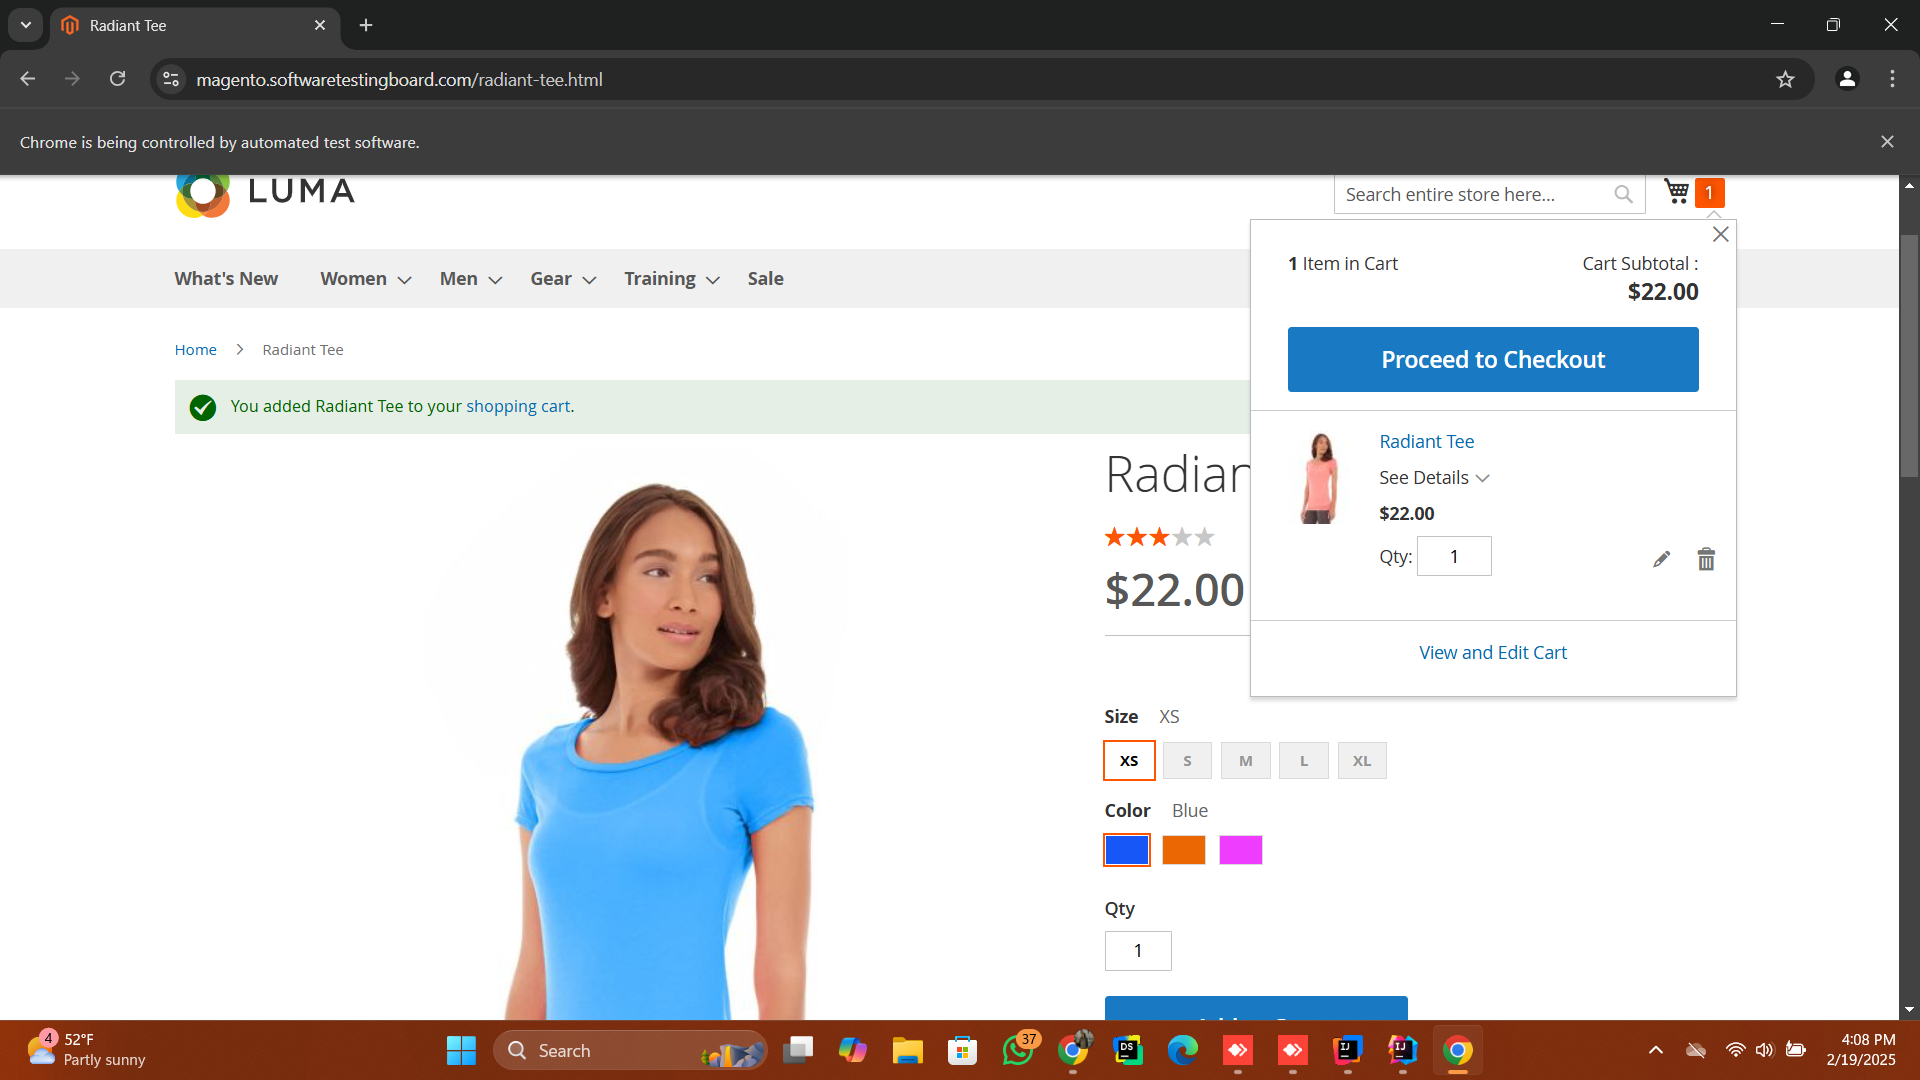 Radiant Tee
magento.softwaretestingboard.com/radiant-tee.html
Chrome is being controlled by automated test software.
LUMA
Search entire store here...
1
What's New
Women
Men
Gear
Training
Sale
1 Item in Cart
Cart Subtotal :
$22.00
Proceed to Checkout
Radiant Tee
See Details
$22.00
Qty: 1
View and Edit Cart
Home
Radiant Tee
You added Radiant Tee to your shopping cart.
Radian
$22.00
Size XS
XS S M L XL
Color Blue
Qty
1
4
52°F
Partly sunny
Search
37
DS
IJ
IJ
4:08 PM
2/19/2025